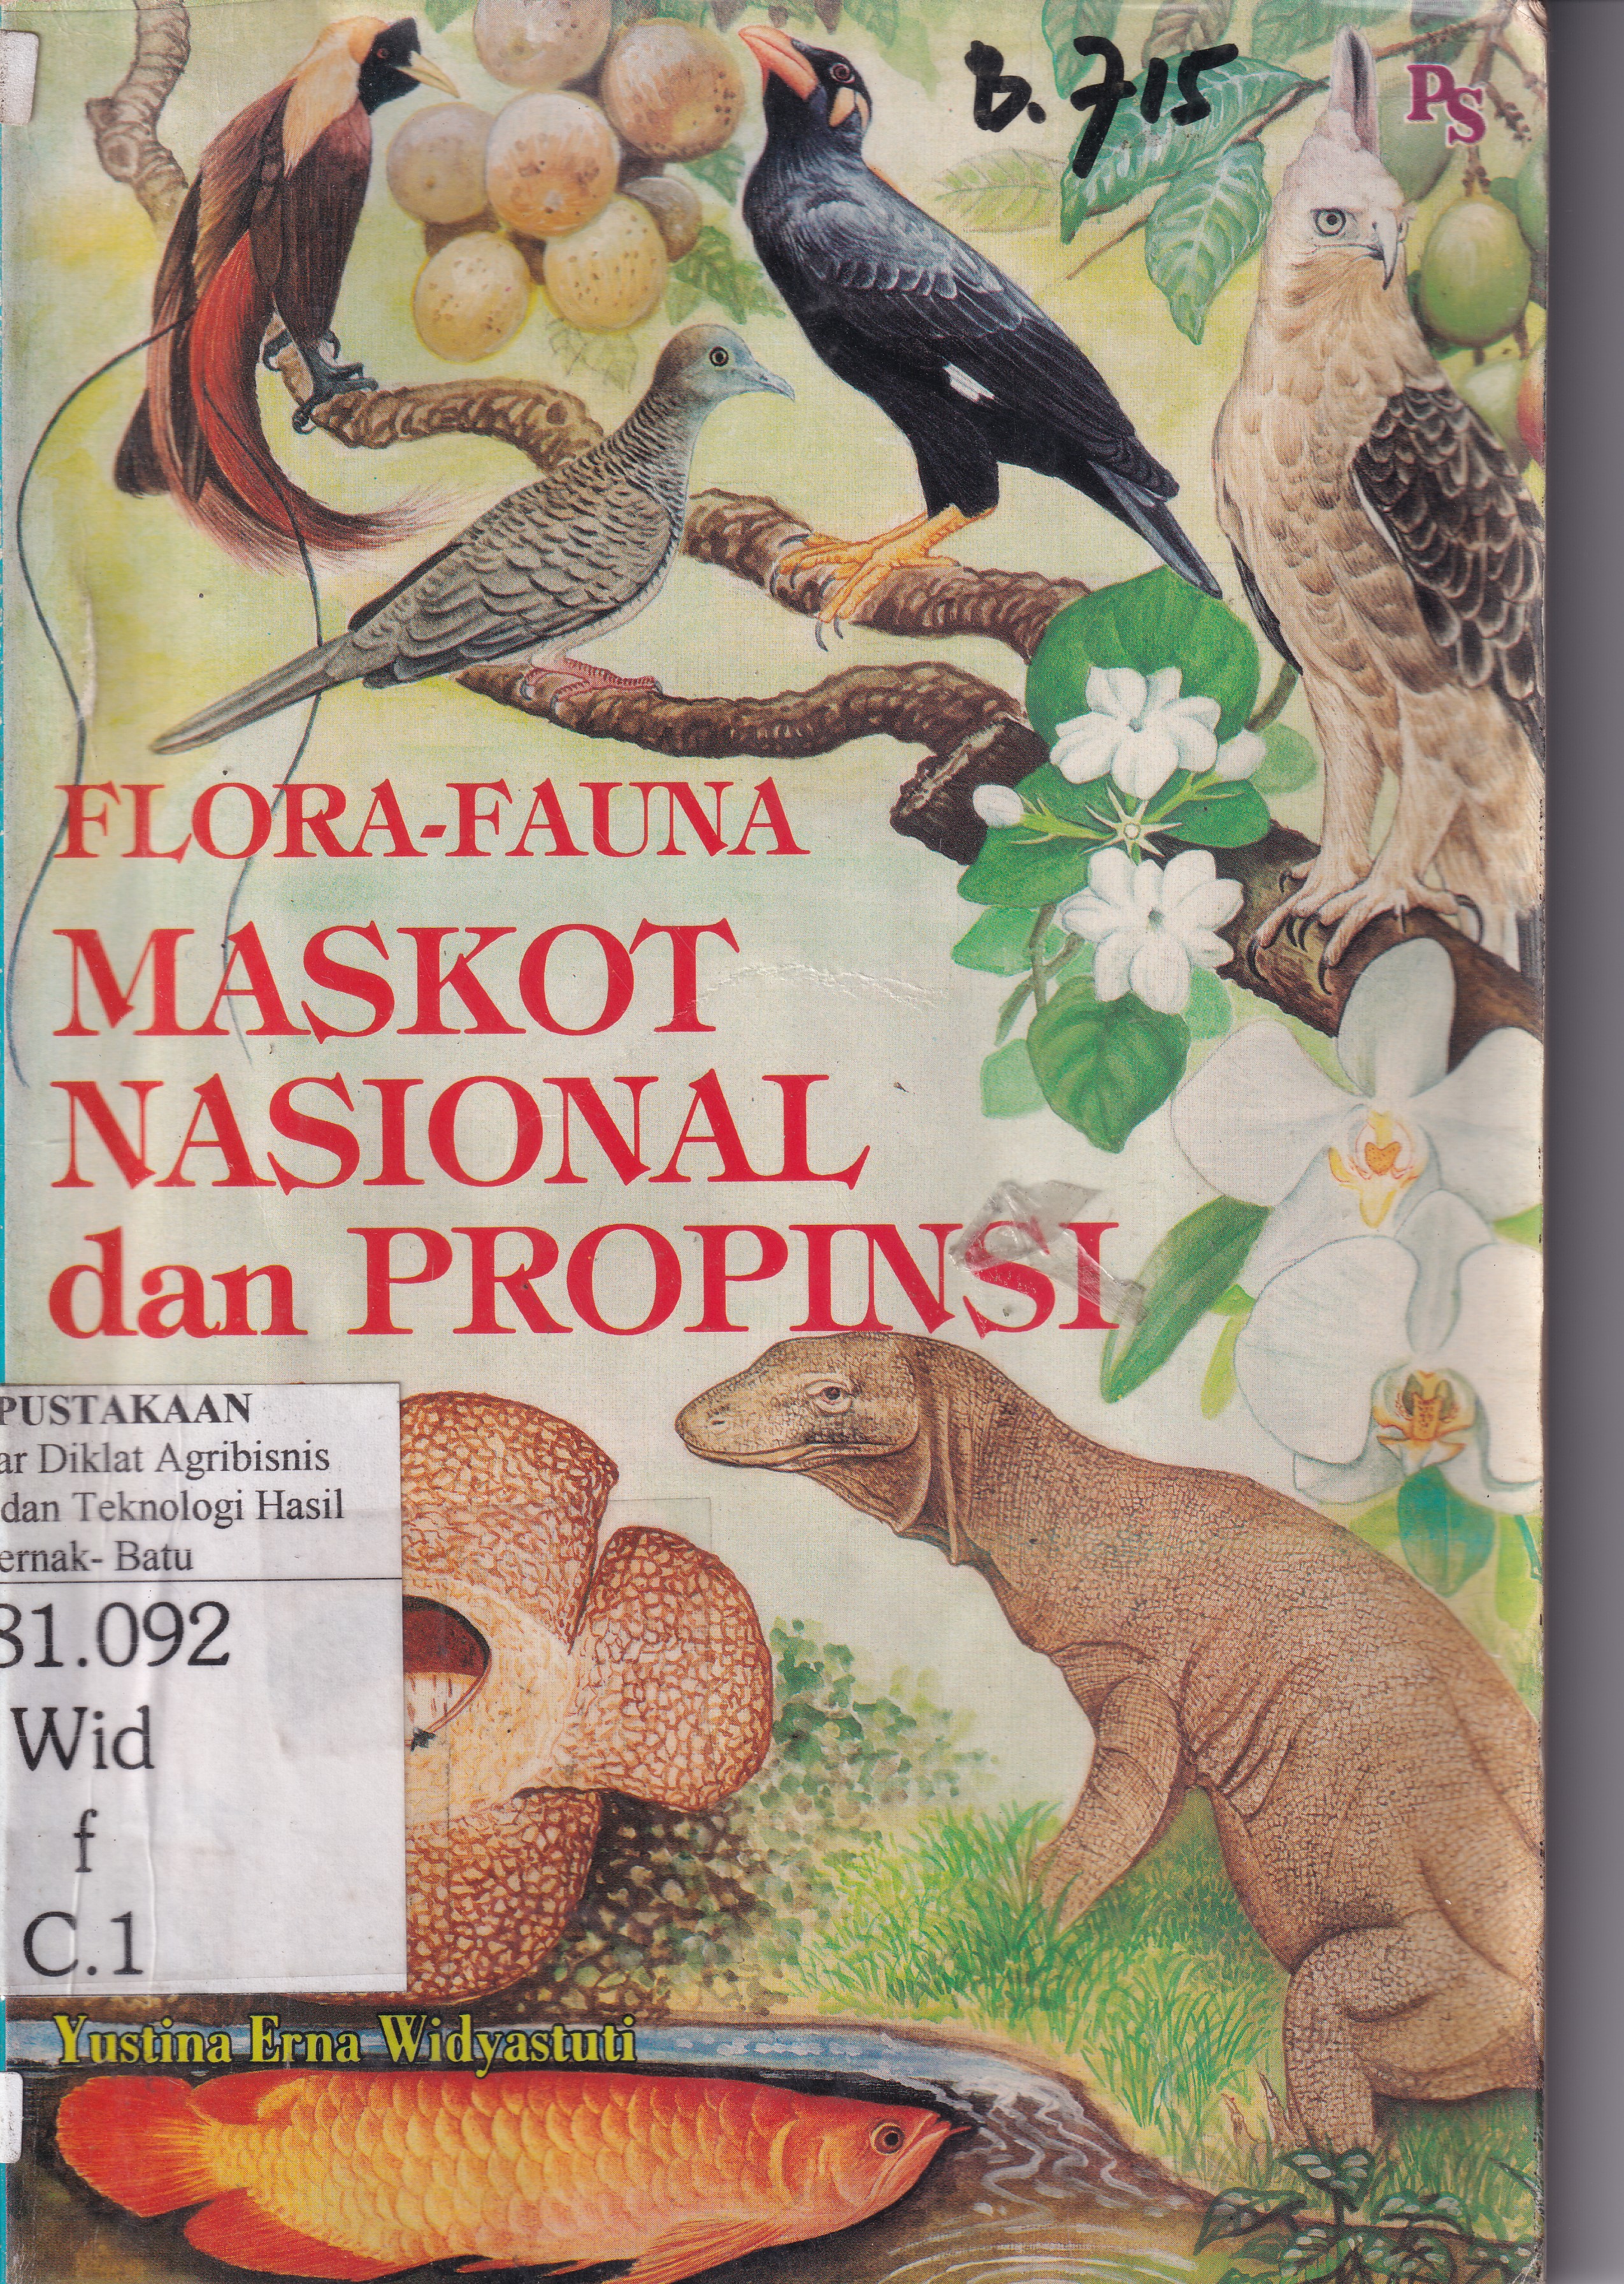 B. 715
PS
FLORA-FAUNA
MASKOT
NASIONAL
dan PROPINSI
PUSTAKAAN
ar Diklat Agribisnis
dan Teknologi Hasil
ernak- Batu
81.092
Wid
f
C.1
Yustina Erna Widyastuti